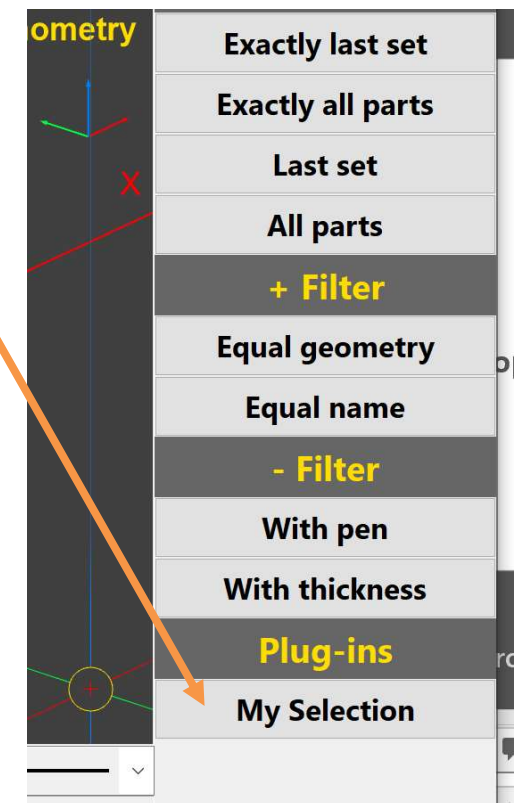 ometry
Exactly last set
Exactly all parts
X
Last set
All parts
+ Filter
Equal geometry
Equal name
- Filter
With pen
With thickness
Plug-ins
My Selection